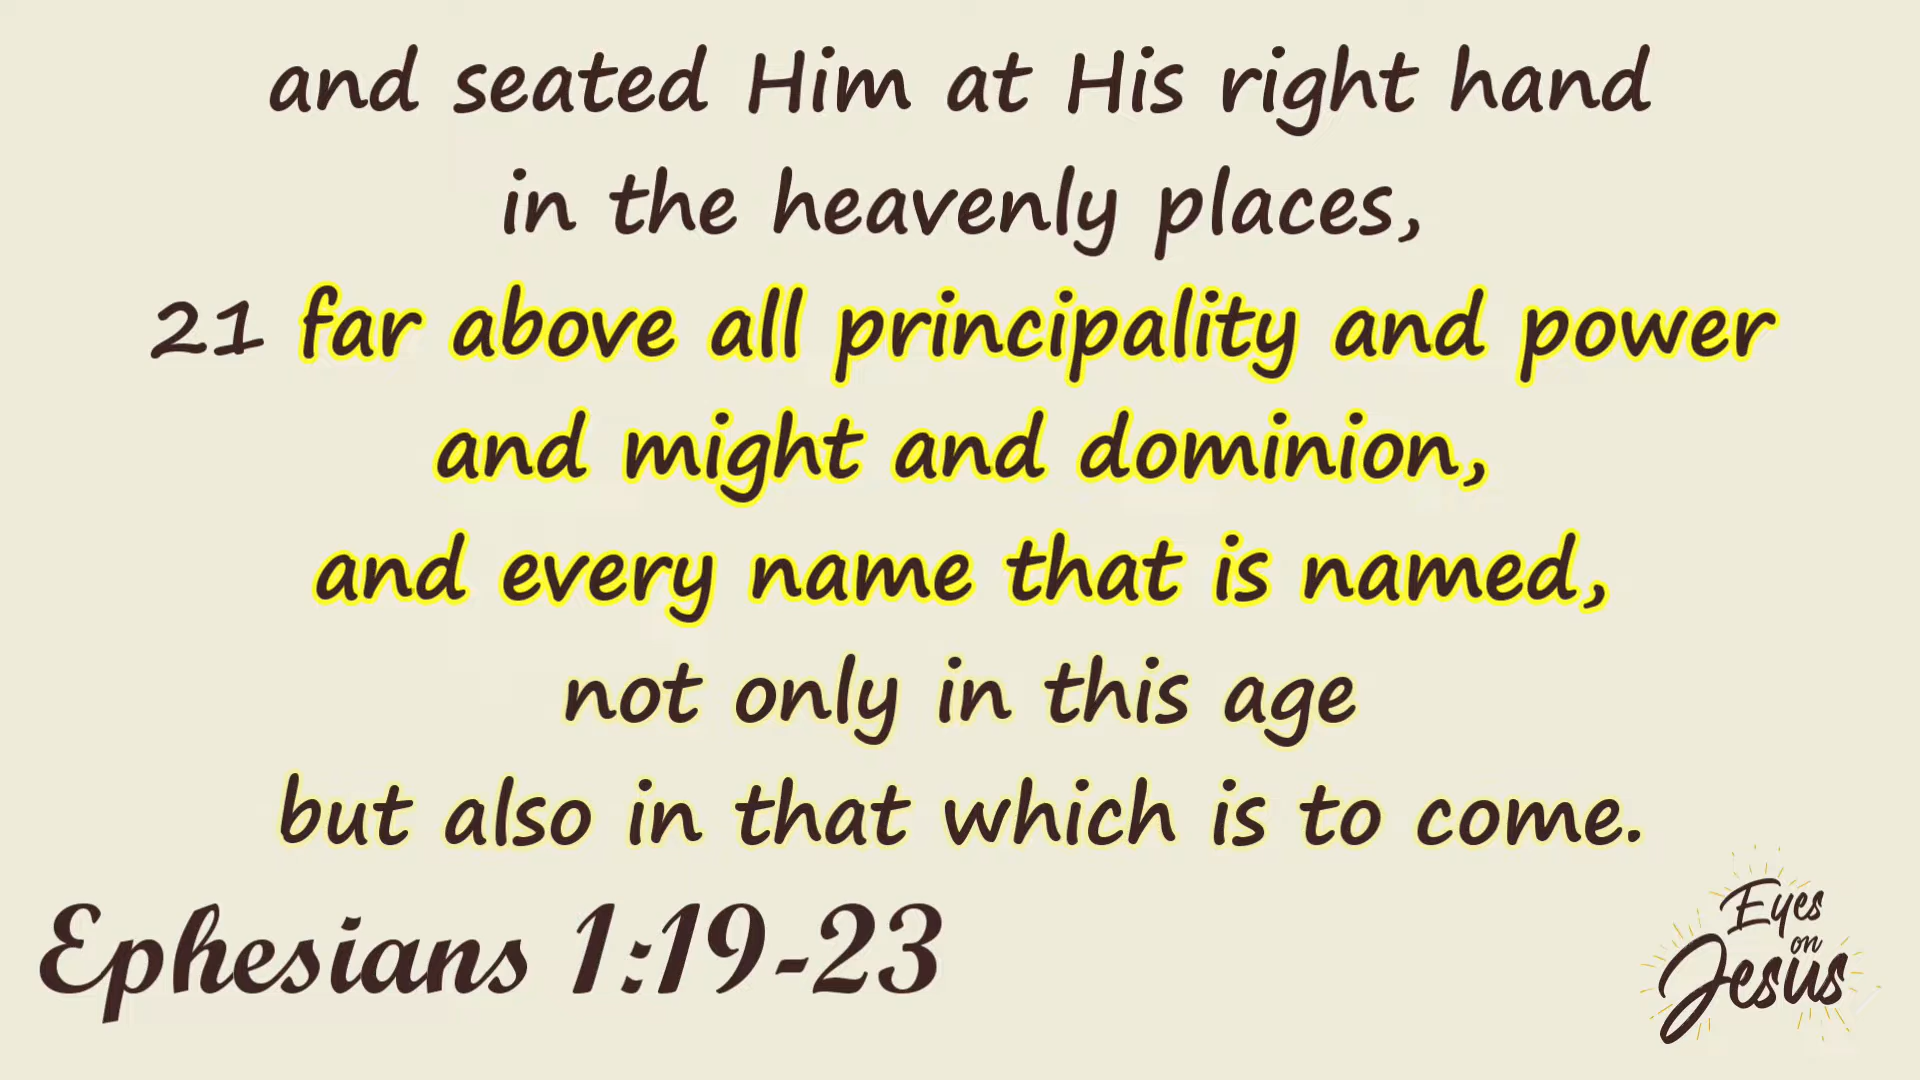 and seated Him at His right hand
in the heavenly places,
21 far above all principality and power
and might and dominion,
and every name that is named,
not only in this age
but also in that which is to come.
Ephesians 1:19-23
Eyes
on
Jesus